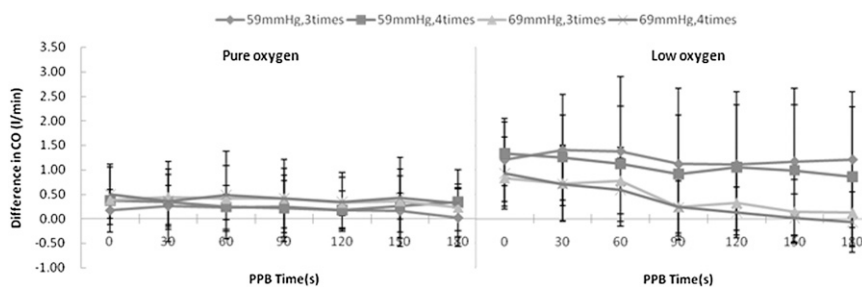 59mmHg,3times 59mmHg,4times 69mmHg,3times 69mmHg,4times
3.50
3.00
2.50
2.00
1.50
1.00
0.50
0.00
-0.50
-1.00
Difference in CO (l/min)
Pure oxygen Low oxygen
0 30 60 90 120 150 180 0 30 60 90 120 150 180
PPB Time(s) PPB Time(s)